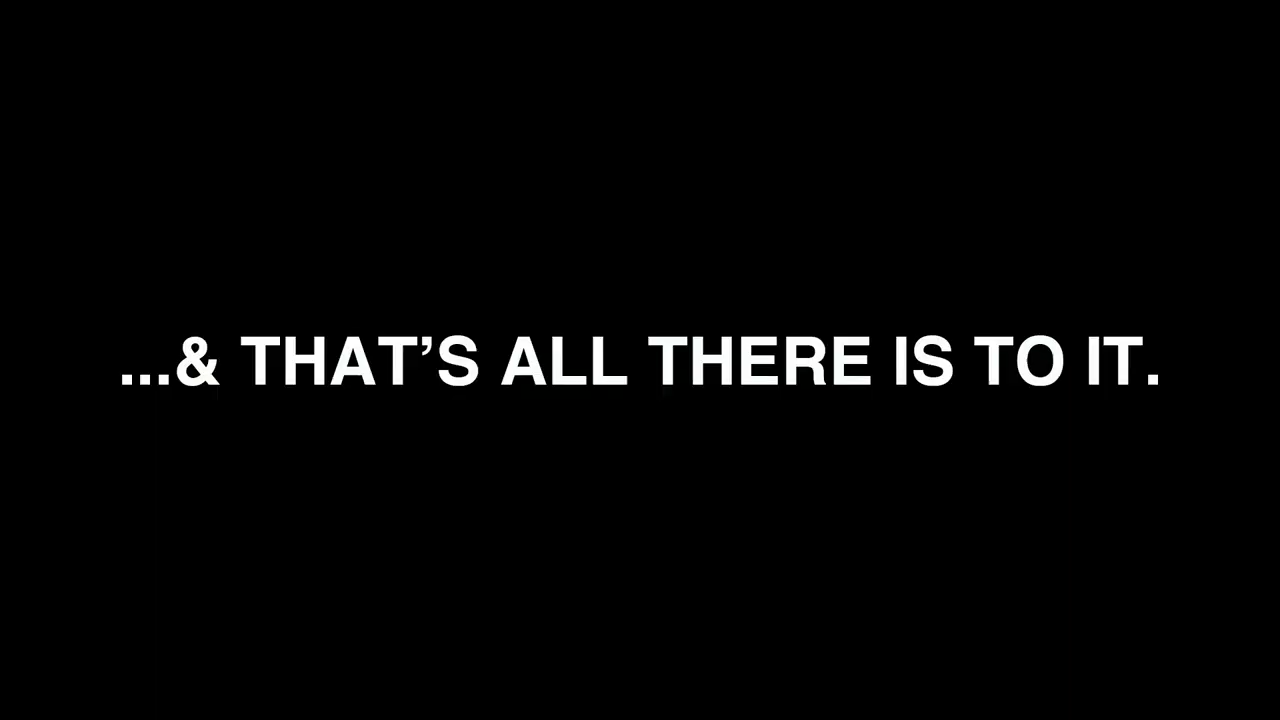 ...& THAT’S ALL THERE IS TO IT.